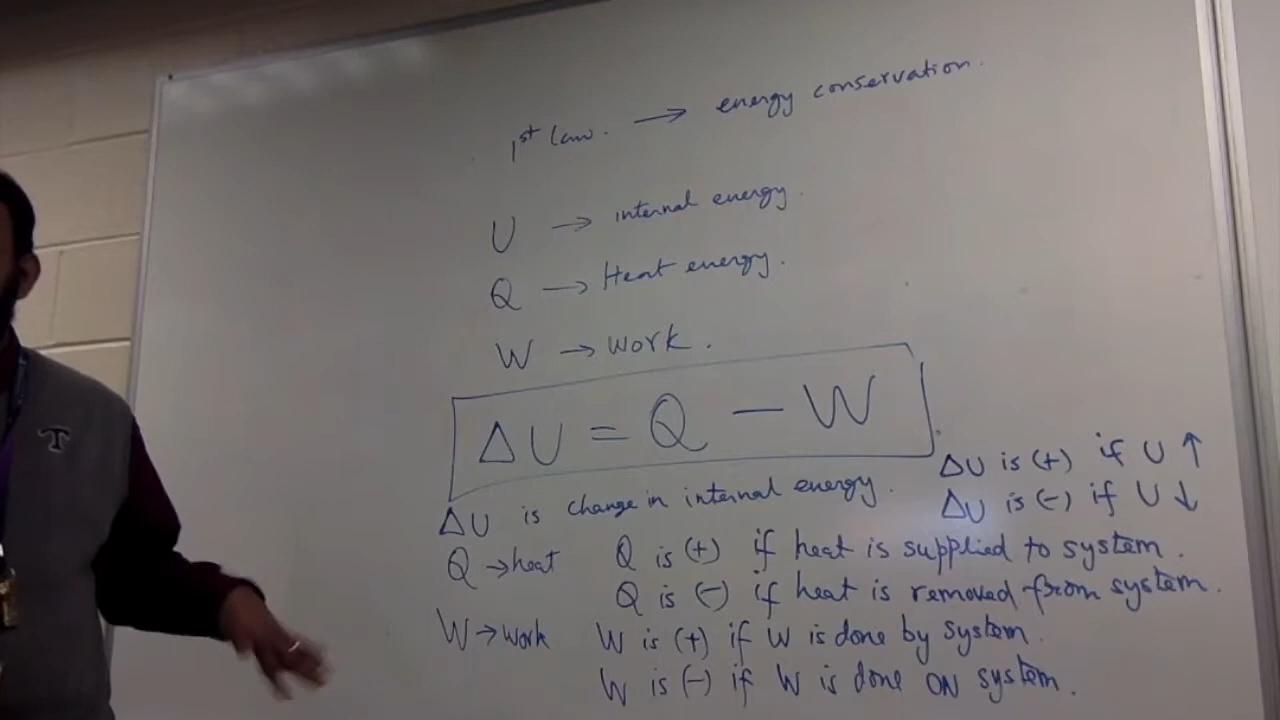 1st law. → energy conservation.
U → internal energy.
Q → Heat energy.
W → work.
ΔU = Q − W
ΔU is change in internal energy.
ΔU is (+) if U ↑
ΔU is (−) if U ↓
Q → heat Q is (+) if heat is supplied to system.
Q is (−) if heat is removed from system.
W → work W is (+) if W is done by system.
W is (−) if W is done ON system.
T